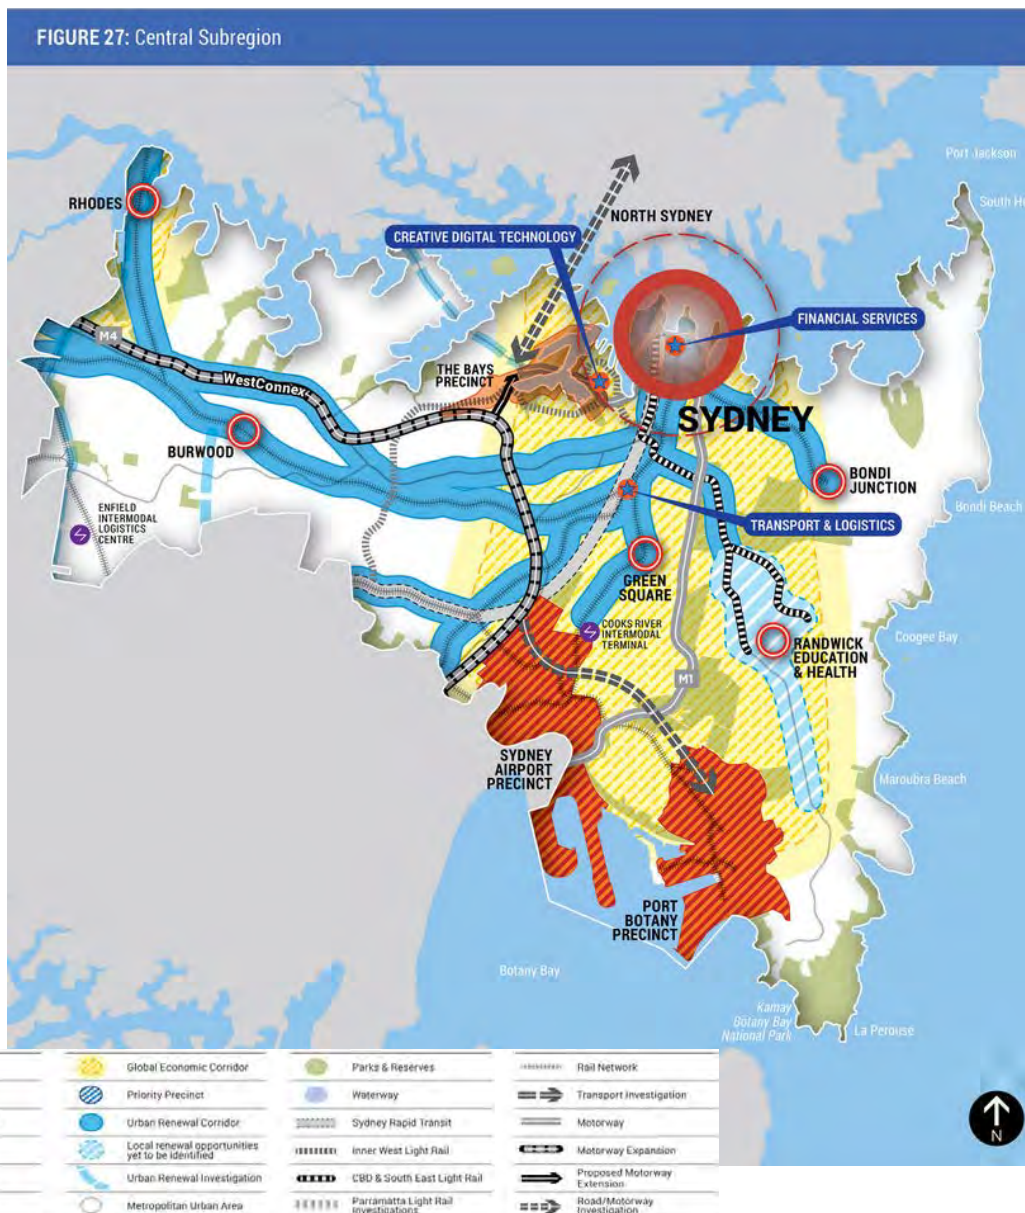 FIGURE 27: Central Subregion
Port Jackson
South He
RHODES
NORTH SYDNEY
CREATIVE DIGITAL TECHNOLOGY
FINANCIAL SERVICES
M4
THE BAYS
PRECINCT
WestConnex
SYDNEY
BURWOOD
BONDI
JUNCTION
ENFIELD
INTERMODAL
LOGISTICS
CENTRE
Bondi Beach
TRANSPORT & LOGISTICS
GREEN
SQUARE
COOKS RIVER
INTERMODAL
TERMINAL
Coogee Bay
RANDWICK
EDUCATION
& HEALTH
M1
SYDNEY
AIRPORT
PRECINCT
Maroubra Beach
PORT
BOTANY
PRECINCT
Botany Bay
Kamay
Botany Bay
National Park
La Perouse
Global Economic Corridor
Priority Precinct
Urban Renewal Corridor
Local renewal opportunities
yet to be identified
Urban Renewal Investigation
Metropolitan Urban Area
Parks & Reserves
Waterway
Sydney Rapid Transit
Inner West Light Rail
CBD & South East Light Rail
Parramatta Light Rail
Investigations
Rail Network
Transport Investigation
Motorway
Motorway Expansion
Proposed Motorway
Extension
Road/Motorway
Investigation
N